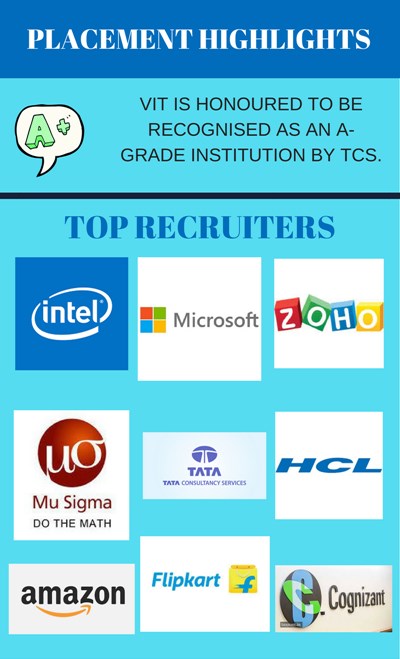 PLACEMENT HIGHLIGHTS
A+
VIT IS HONOURED TO BE
RECOGNISED AS AN A-
GRADE INSTITUTION BY TCS.
TOP RECRUITERS
intel
Microsoft
ZOHO
μσ
Mu Sigma
DO THE MATH
TATA
TATA CONSULTANCY SERVICES
HCL
amazon
Flipkart
f
C. Cognizant